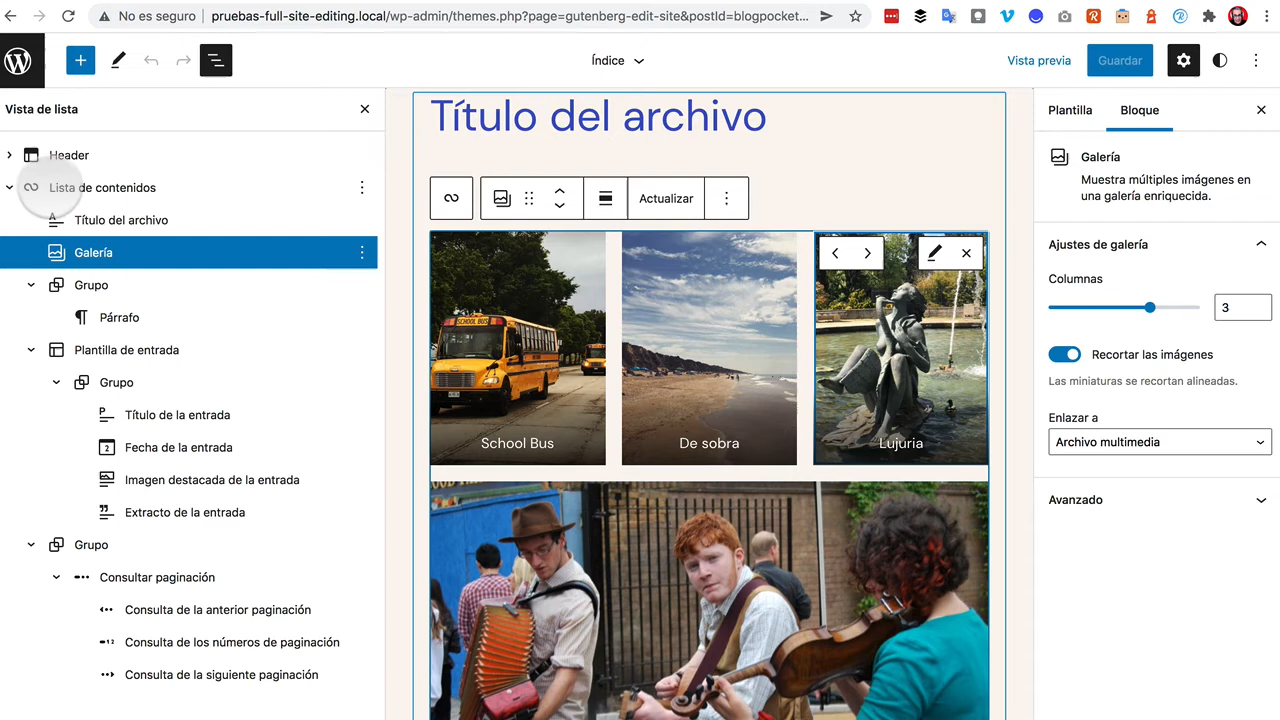 No es seguro
pruebas-full-site-editing.local/wp-admin/themes.php?page=gutenberg-edit-site&postId=blogpocket...
Índice
Vista previa
Guardar
Vista de lista
Header
Lista de contenidos
Título del archivo
Galería
Grupo
Párrafo
Plantilla de entrada
Grupo
Título de la entrada
Fecha de la entrada
Imagen destacada de la entrada
Extracto de la entrada
Grupo
Consultar paginación
Consulta de la anterior paginación
Consulta de los números de paginación
Consulta de la siguiente paginación
Título del archivo
Actualizar
SCHOOL BUS
School Bus
De sobra
Lujuria
Plantilla
Bloque
Galería
Muestra múltiples imágenes en
una galería enriquecida.
Ajustes de galería
Columnas
3
Recortar las imágenes
Las miniaturas se recortan alineadas.
Enlazar a
Archivo multimedia
Avanzado